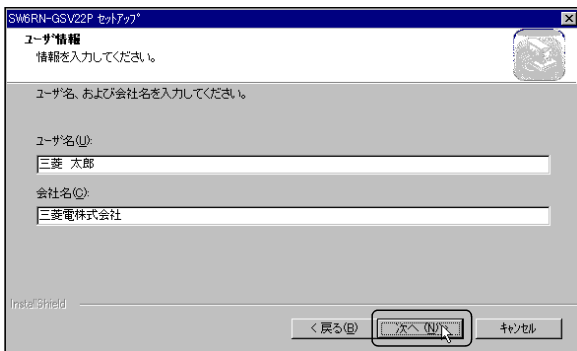 SW6RN-GSV22P セットアップ
ユーザ情報
情報を入力してください。
ユーザ名、および会社名を入力してください。
ユーザ名(U):
三菱 太郎
会社名(C):
三菱電株式会社
InstallShield
< 戻る(B)
次へ (N) >
キャンセル